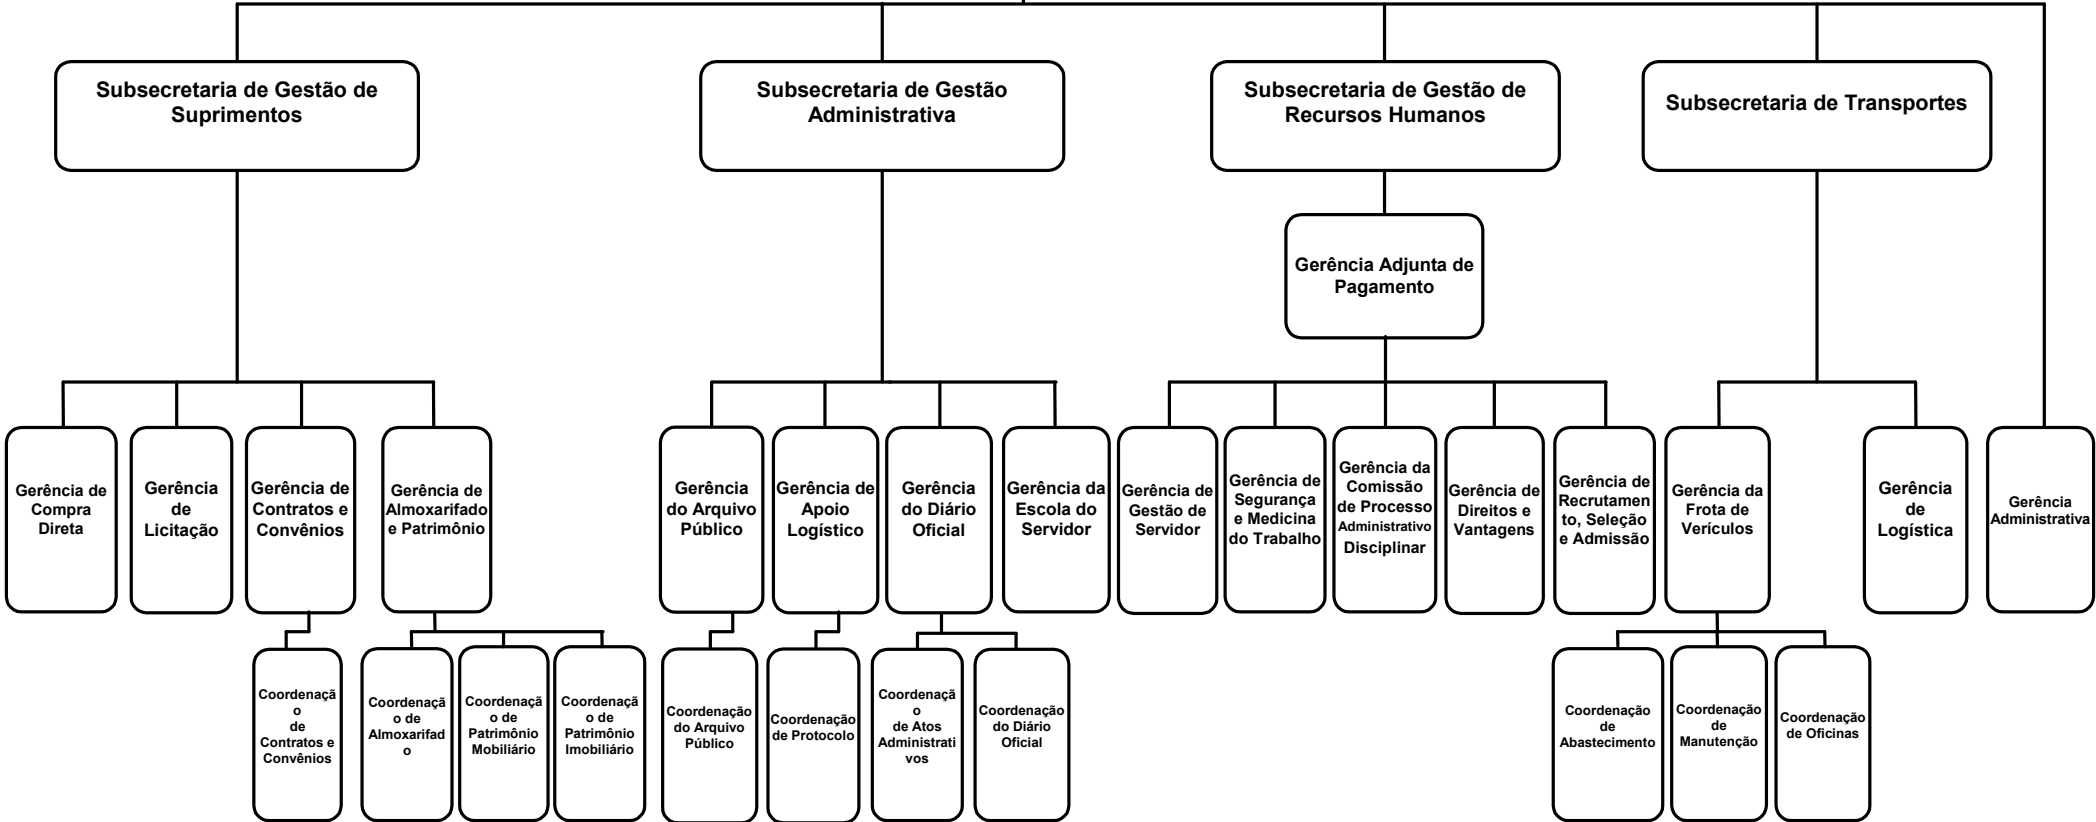 Subsecretaria de Gestão de
Suprimentos
Subsecretaria de Gestão
Administrativa
Subsecretaria de Gestão de
Recursos Humanos
Subsecretaria de Transportes
Gerência Adjunta de
Pagamento
Gerência de
Compra
Direta
Gerência
de
Licitação
Gerência de
Contratos e
Convênios
Gerência de
Almoxarifado
e Patrimônio
Gerência
do Arquivo
Público
Gerência de
Apoio
Logístico
Gerência
do Diário
Oficial
Gerência da
Escola do
Servidor
Gerência de
Gestão de
Servidor
Gerência de
Segurança
e Medicina
do Trabalho
Gerência da
Comissão
de Processo
Administrativo
Disciplinar
Gerência de
Direitos e
Vantagens
Gerência de
Recrutamen
to, Seleção
e Admissão
Gerência da
Frota de
Verículos
Gerência
de
Logística
Gerência
Administrativa
Coordenaçã
o
de
Contratos e
Convênios
Coordenaçã
o de
Almoxarifad
o
Coordenaçã
o de
Patrimônio
Mobiliário
Coordenaçã
o de
Patrimônio
Imobiliário
Coordenação
do Arquivo
Público
Coordenação
de Protocolo
Coordenaçã
o
de Atos
Administrati
vos
Coordenação
do Diário
Oficial
Coordenação
de
Abastecimento
Coordenação
de
Manutenção
Coordenação
de Oficinas